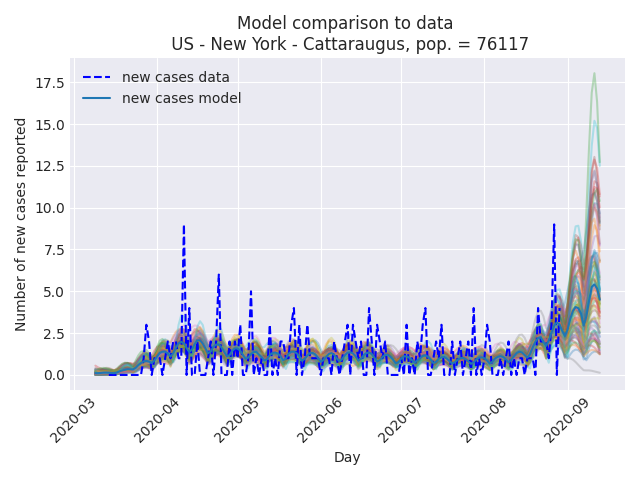 Model comparison to data
US - New York - Cattaraugus, pop. = 76117
new cases data
new cases model
Number of new cases reported
17.5
15.0
12.5
10.0
7.5
5.0
2.5
0.0
2020-03
2020-04
2020-05
2020-06
2020-07
2020-08
2020-09
Day